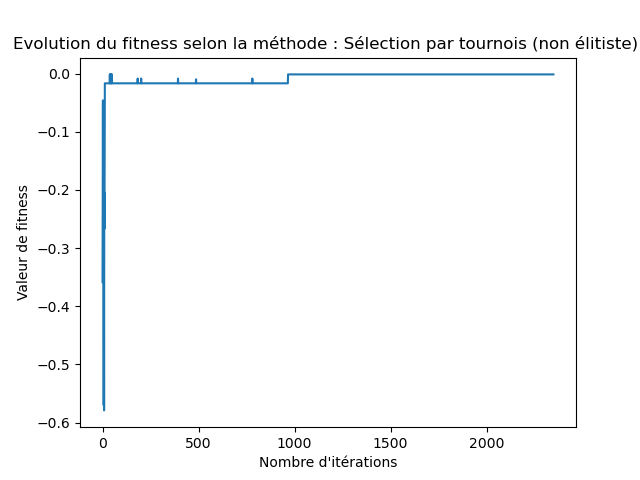 Evolution du fitness selon la méthode : Sélection par tournois (non élitiste)
0.0
−0.1
−0.2
−0.3
−0.4
−0.5
−0.6
Valeur de fitness
0 500 1000 1500 2000
Nombre d'itérations